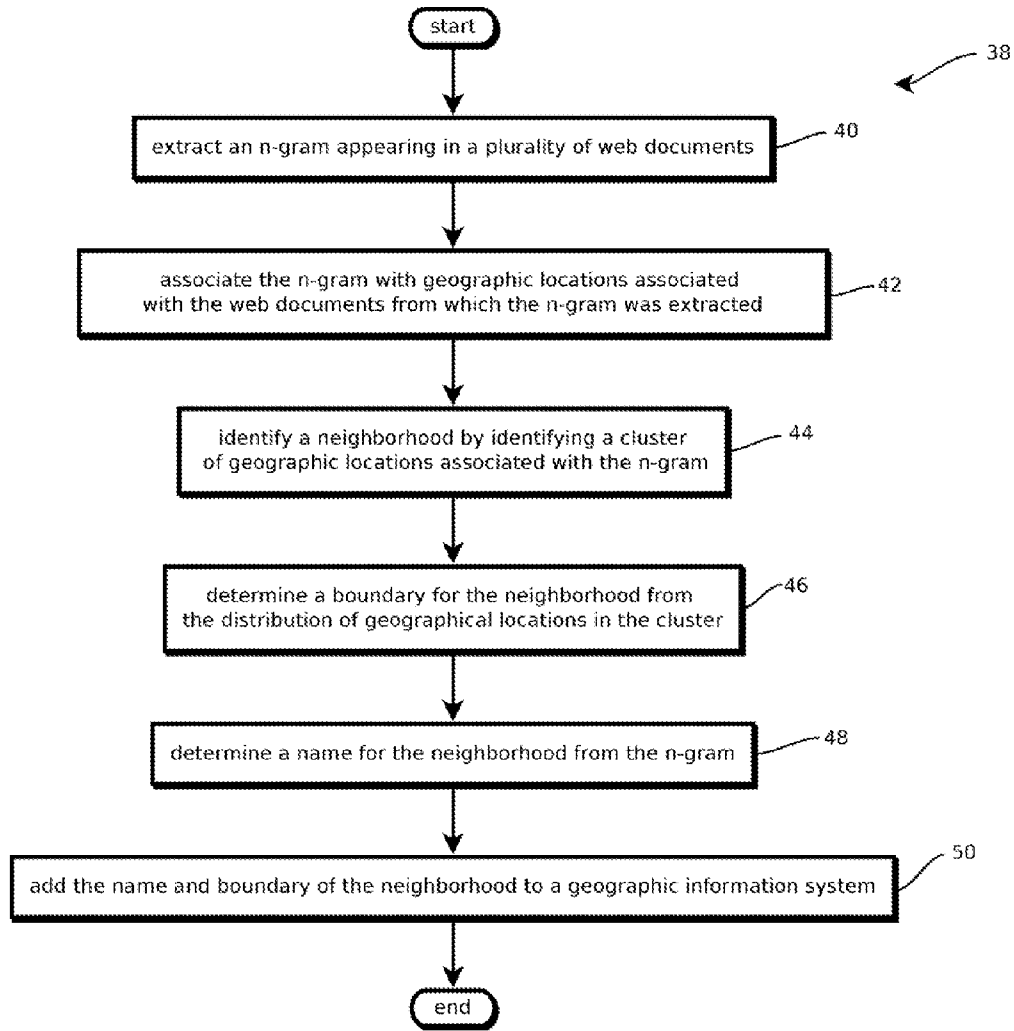 start
38
extract an n-gram appearing in a plurality of web documents
40
associate the n-gram with geographic locations associated
with the web documents from which the n-gram was extracted
42
identify a neighborhood by identifying a cluster
of geographic locations associated with the n-gram
44
determine a boundary for the neighborhood from
the distribution of geographical locations in the cluster
46
determine a name for the neighborhood from the n-gram
48
add the name and boundary of the neighborhood to a geographic information system
50
end